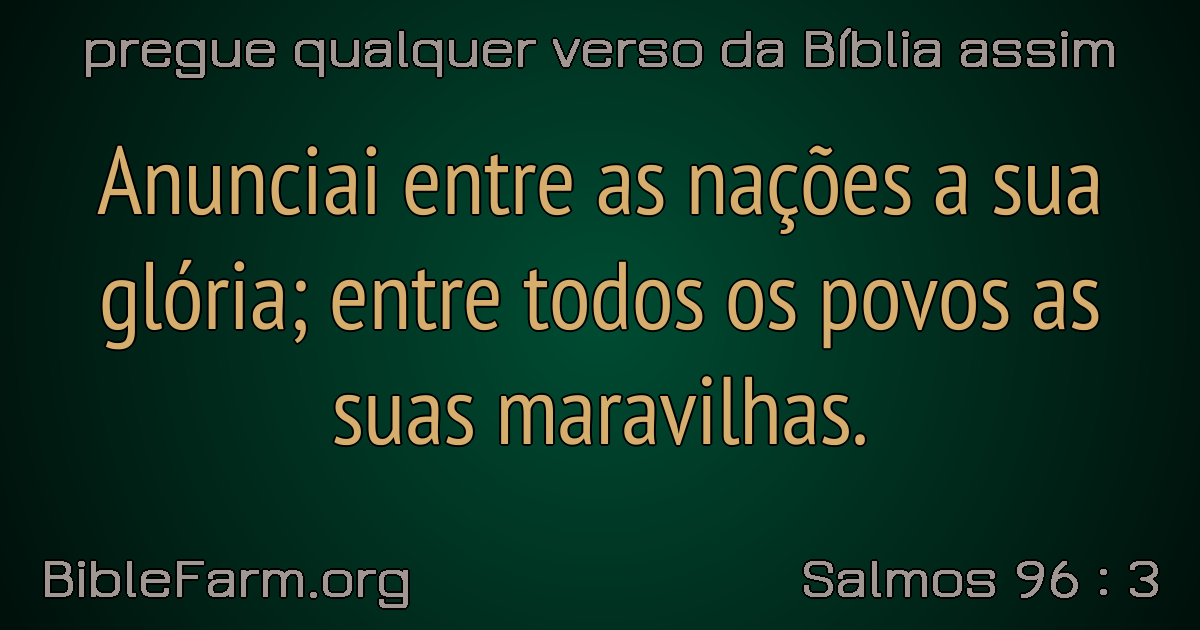 pregue qualquer verso da Bíblia assim
Anunciai entre as nações a sua
glória; entre todos os povos as
suas maravilhas.
BibleFarm.org
Salmos 96 : 3